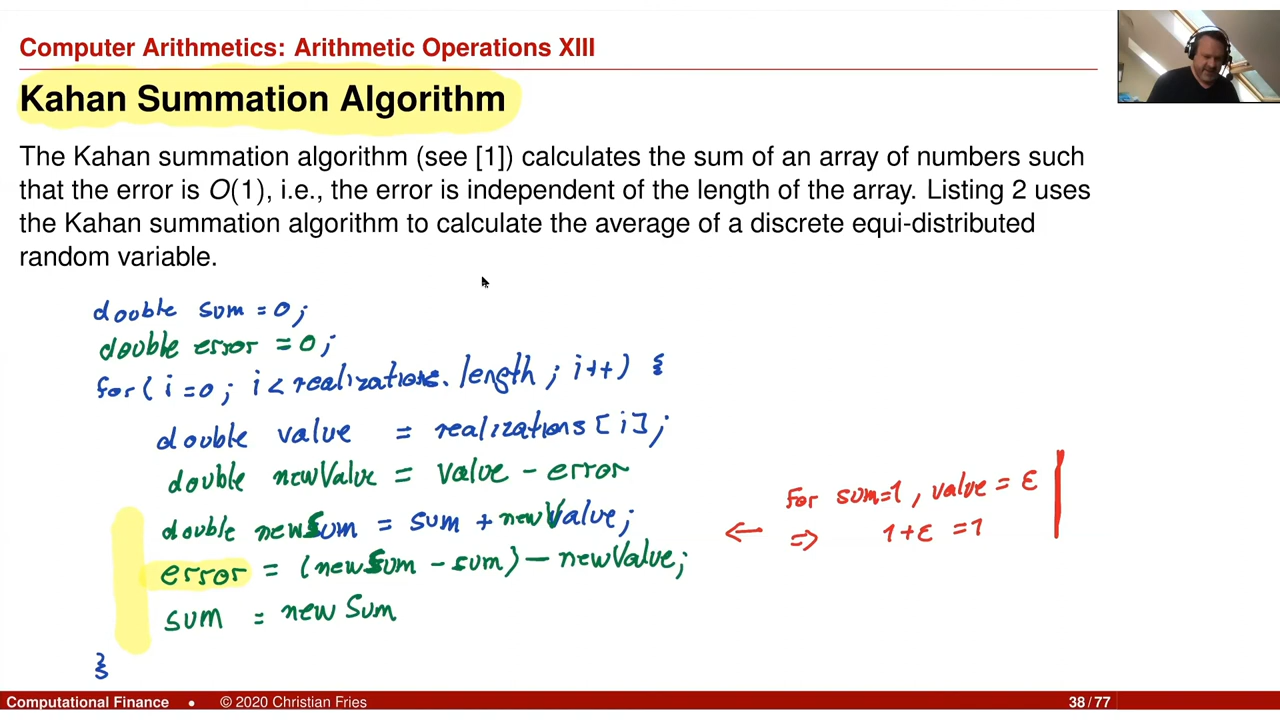 Computer Arithmetics: Arithmetic Operations XIII
Kahan Summation Algorithm
The Kahan summation algorithm (see [1]) calculates the sum of an array of numbers such
that the error is O(1), i.e., the error is independent of the length of the array. Listing 2 uses
the Kahan summation algorithm to calculate the average of a discrete equi-distributed
random variable.
double sum = 0;
double error = 0;
for( i=0; i < realizations.length; i++) {
double value = realizations[i];
double newValue = value - error
double newSum = sum + newValue;
error = (newSum - sum) - newValue;
sum = newSum
}
For sum=1, value = ε
← ⇒ 1+ε = 1
Computational Finance • © 2020 Christian Fries 38/77